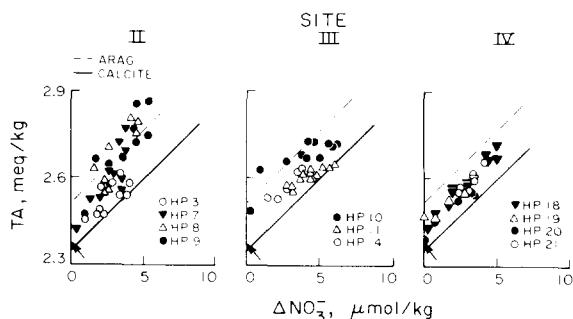 SITE
II III IV
ARAG
CALCITE
2.9
2.6
2.3
TA, meq/kg
HP 3
HP 7
HP 8
HP 9
HP 10
HP -1
HP -4
HP 18
HP 19
HP 20
HP 21
0 5 10
0 5 10
0 5 10
ΔNO₃⁻, μmol/kg